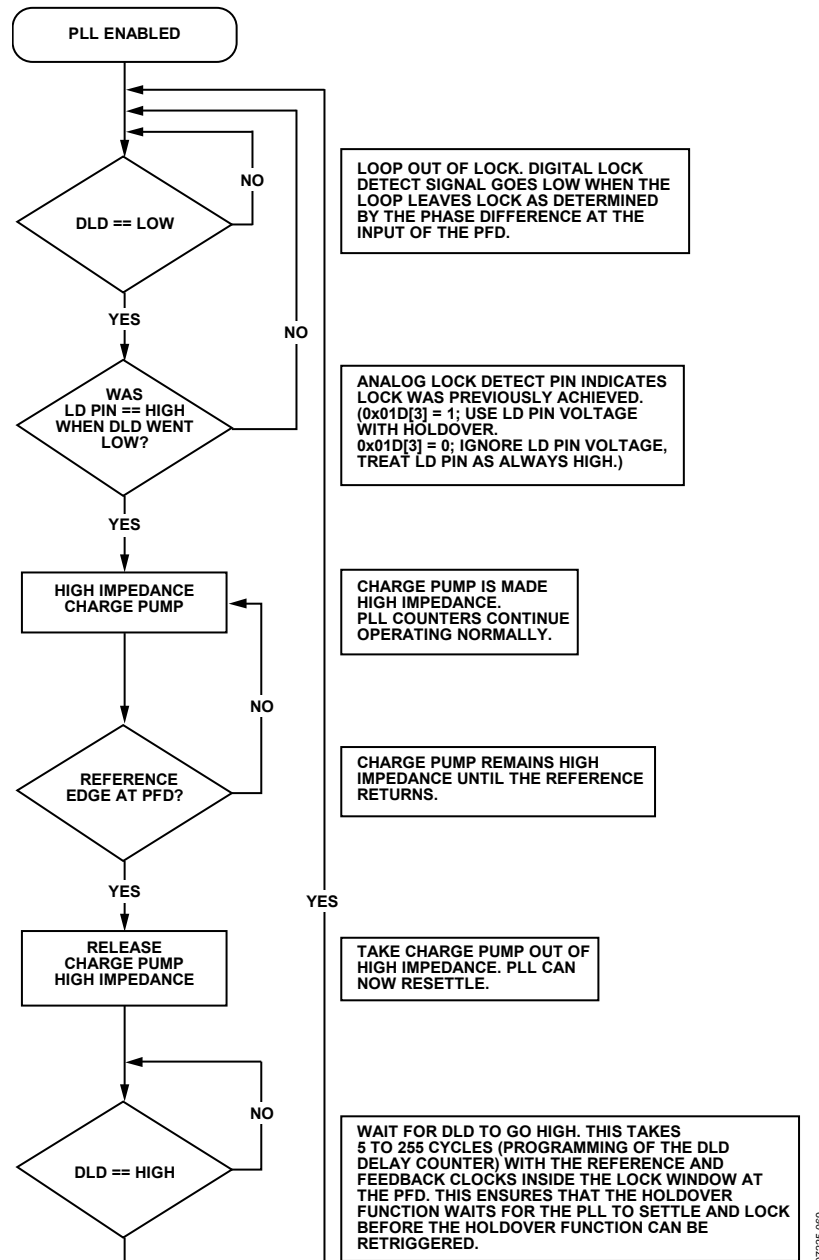 PLL ENABLED
NO
DLD == LOW
LOOP OUT OF LOCK. DIGITAL LOCK
DETECT SIGNAL GOES LOW WHEN THE
LOOP LEAVES LOCK AS DETERMINED
BY THE PHASE DIFFERENCE AT THE
INPUT OF THE PFD.
YES
NO
WAS
LD PIN == HIGH
WHEN DLD WENT
LOW?
ANALOG LOCK DETECT PIN INDICATES
LOCK WAS PREVIOUSLY ACHIEVED.
(0x01D[3] = 1; USE LD PIN VOLTAGE
WITH HOLDOVER.
0x01D[3] = 0; IGNORE LD PIN VOLTAGE,
TREAT LD PIN AS ALWAYS HIGH.)
YES
HIGH IMPEDANCE
CHARGE PUMP
CHARGE PUMP IS MADE
HIGH IMPEDANCE.
PLL COUNTERS CONTINUE
OPERATING NORMALLY.
NO
REFERENCE
EDGE AT PFD?
CHARGE PUMP REMAINS HIGH
IMPEDANCE UNTIL THE REFERENCE
RETURNS.
YES
YES
RELEASE
CHARGE PUMP
HIGH IMPEDANCE
TAKE CHARGE PUMP OUT OF
HIGH IMPEDANCE. PLL CAN
NOW RESETTLE.
NO
DLD == HIGH
WAIT FOR DLD TO GO HIGH. THIS TAKES
5 TO 255 CYCLES (PROGRAMMING OF THE DLD
DELAY COUNTER) WITH THE REFERENCE AND
FEEDBACK CLOCKS INSIDE THE LOCK WINDOW AT
THE PFD. THIS ENSURES THAT THE HOLDOVER
FUNCTION WAITS FOR THE PLL TO SETTLE AND LOCK
BEFORE THE HOLDOVER FUNCTION CAN BE
RETRIGGERED.